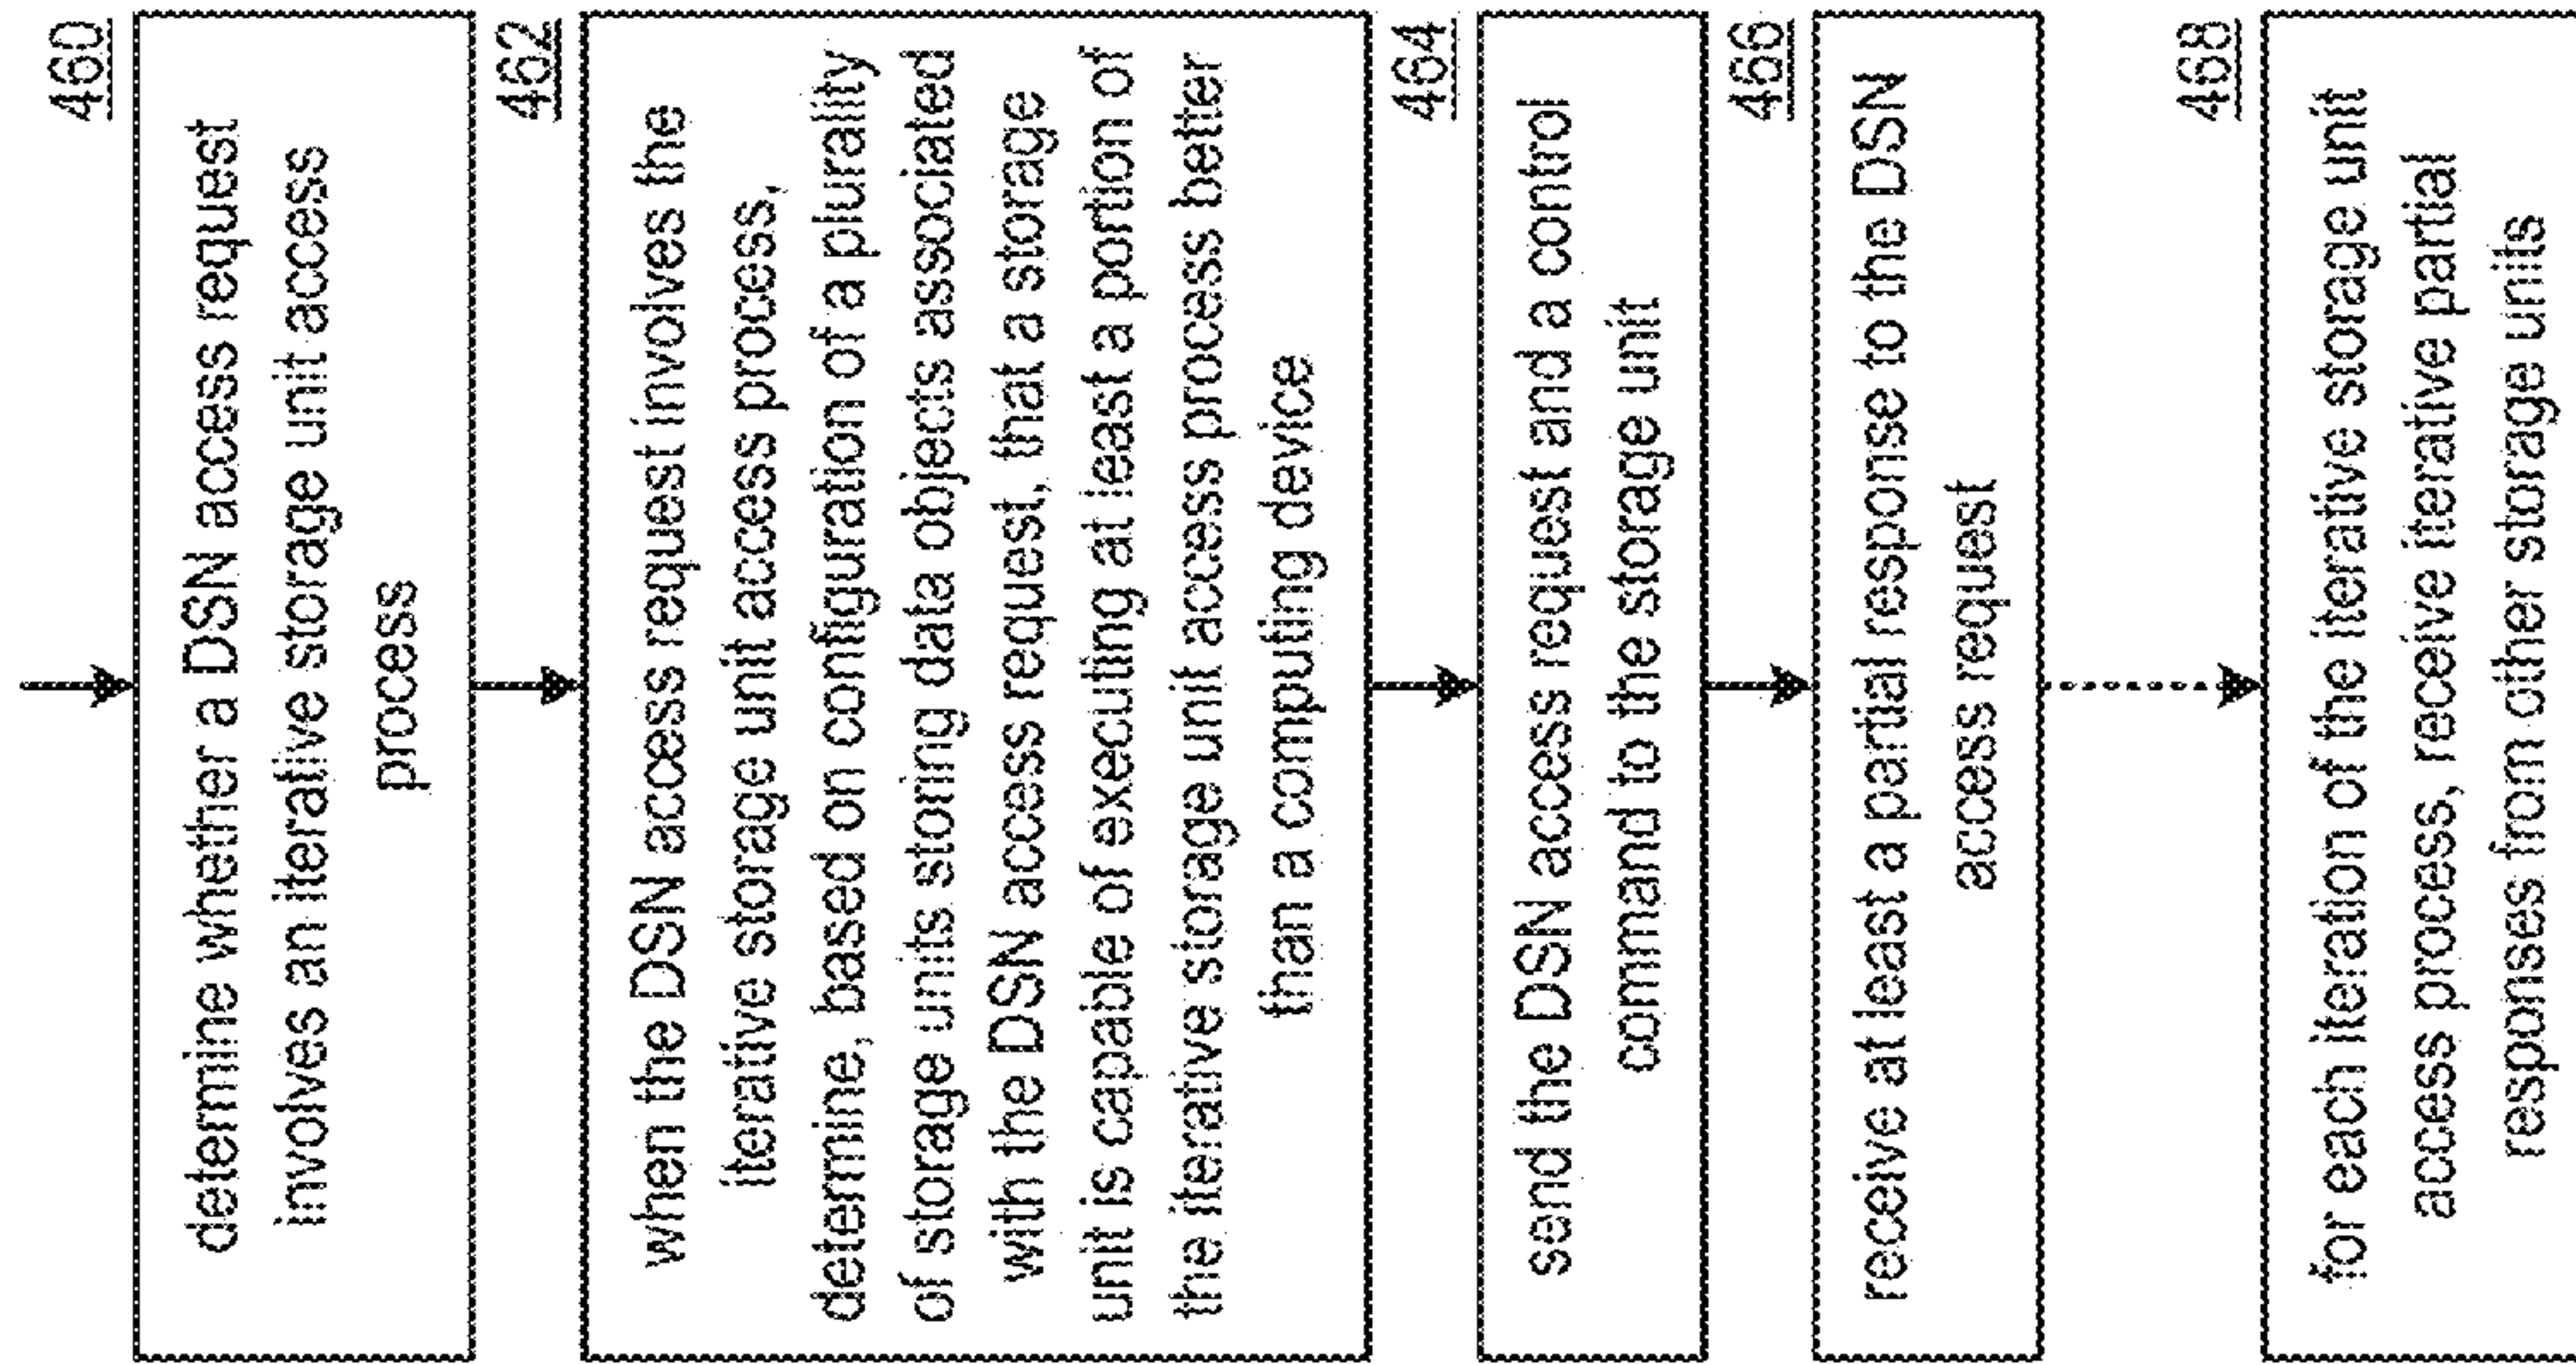 460
determine whether a DSN access request
involves an iterative storage unit access
process
462
when the DSN access request involves the
iterative storage unit access process,
determine, based on configuration of a plurality
of storage units storing data objects associated
with the DSN access request, that a storage
unit is capable of executing at least a portion of
the iterative storage unit access process better
than a computing device
464
send the DSN access request and a control
command to the storage unit
466
receive at least a partial response to the DSN
access request
468
for each iteration of the iterative storage unit
access process, receive iterative partial
responses from other storage units